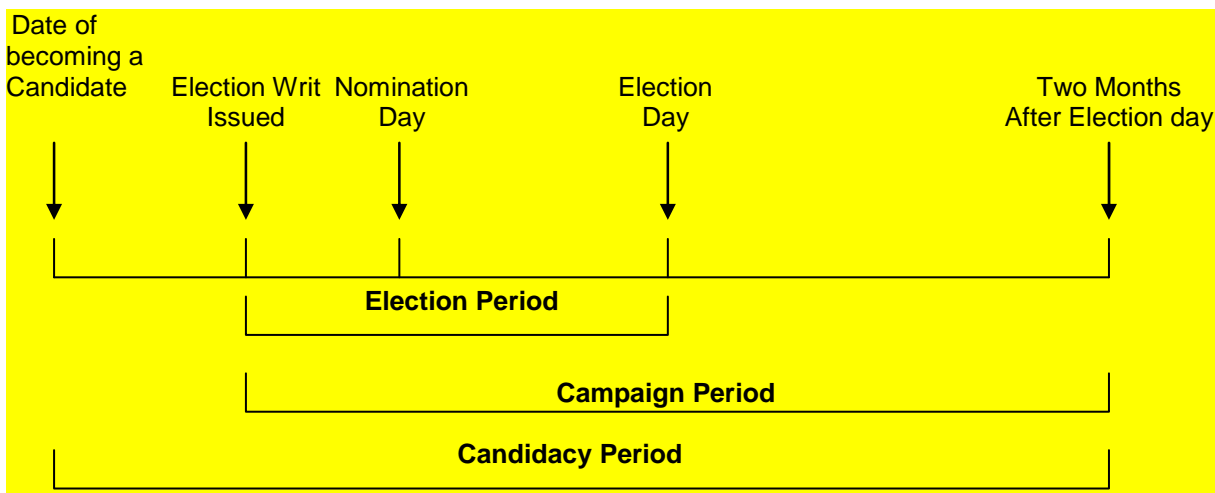 Date of
becoming a
Candidate
Election Writ
Issued
Nomination
Day
Election
Day
Two Months
After Election day
Election Period
Campaign Period
Candidacy Period